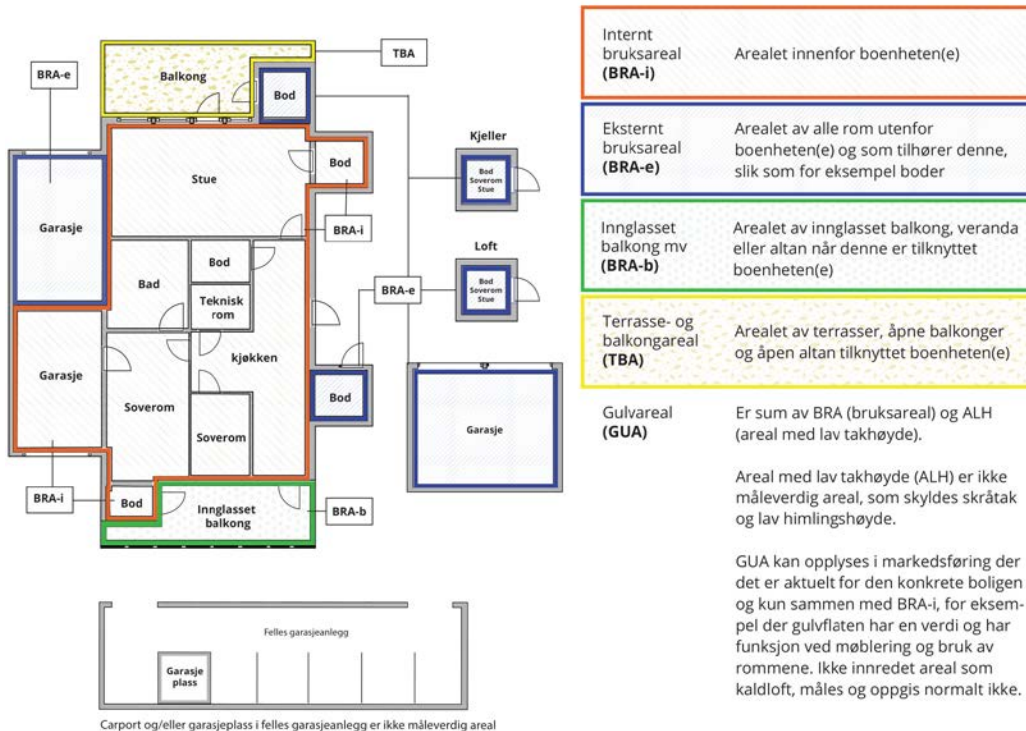 TBA
BRA-e
Balkong
Bod
Kjeller
Bod
Soverom
Stue
Stue
Bod
BRA-i
Garasje
Loft
Bod
Soverom
Stue
Bad
Bod
Teknisk
rom
BRA-e
kjøkken
Garasje
Soverom
Soverom
Bod
Garasje
BRA-i
Bod
Innglasset
balkong
BRA-b
Felles garasjeanlegg
Garasje
plass
Carport og/eller garasjeplass i felles garasjeanlegg er ikke måleverdig areal
Internt
bruksareal
(BRA-i)
Arealet innenfor boenheten(e)
Eksternt
bruksareal
(BRA-e)
Arealet av alle rom utenfor
boenheten(e) og som tilhører denne,
slik som for eksempel boder
Innglasset
balkong mv
(BRA-b)
Arealet av innglasset balkong, veranda
eller altan når denne er tilknyttet
boenheten(e)
Terrasse- og
balkongareal
(TBA)
Arealet av terrasser, åpne balkonger
og åpen altan tilknyttet boenheten(e)
Gulvareal
(GUA)
Er sum av BRA (bruksareal) og ALH
(areal med lav takhøyde).
Areal med lav takhøyde (ALH) er ikke
måleverdig areal, som skyldes skråtak
og lav himlingshøyde.
GUA kan opplyses i markedsføring der
det er aktuelt for den konkrete boligen
og kun sammen med BRA-i, for eksem-
pel der gulvflaten har en verdi og har
funksjon ved møblering og bruk av
rommene. Ikke innredet areal som
kaldloft, måles og oppgis normalt ikke.